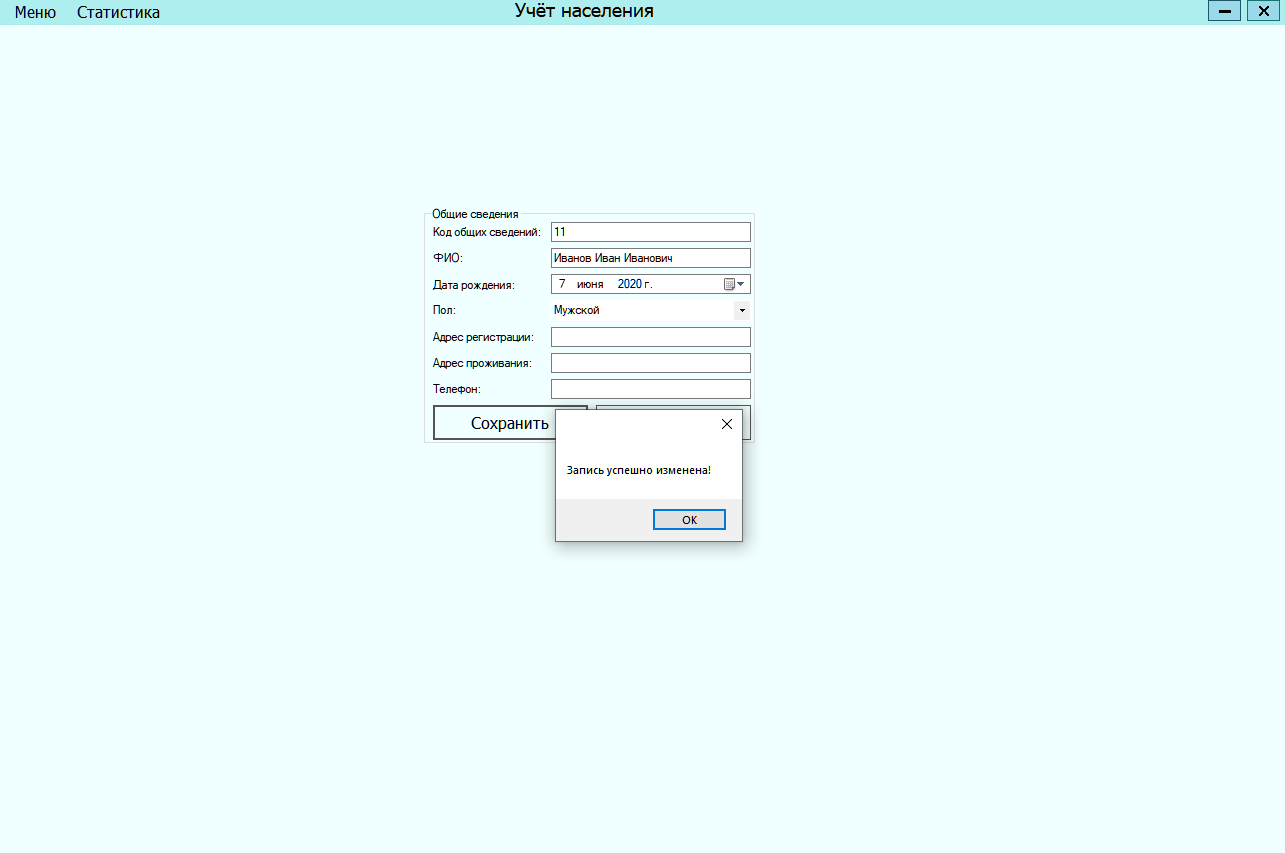 Меню Статистика Учёт населения
Общие сведения
Код общих сведений: 11
ФИО: Иванов Иван Иванович
Дата рождения: 7 июня 2020 г.
Пол: Мужской
Адрес регистрации:
Адрес проживания:
Телефон:
Сохранить
Запись успешно изменена!
ОК